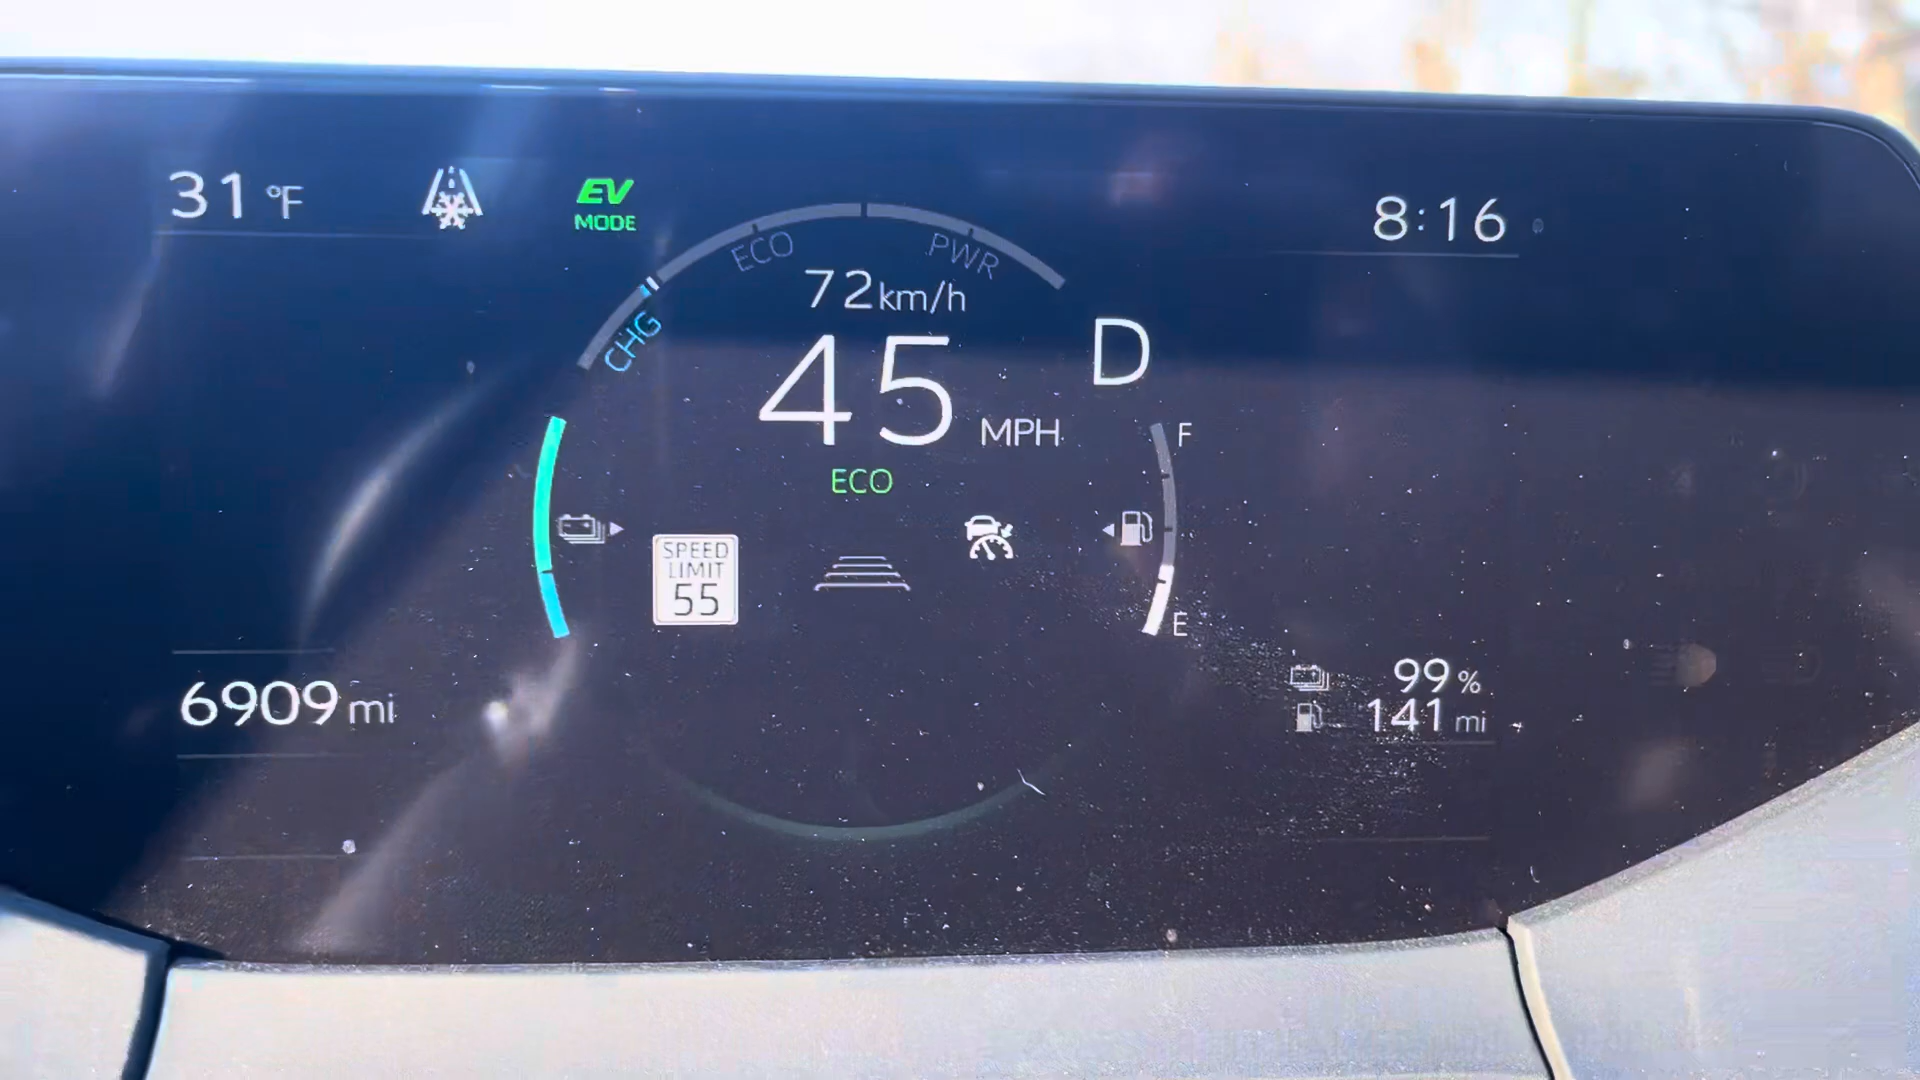 31 °F
EV
MODE
8:16
ECO
PWR
CHG
72km/h
45 MPH
D
ECO
F
SPEED
LIMIT
55
E
6909 mi
99 %
141 mi